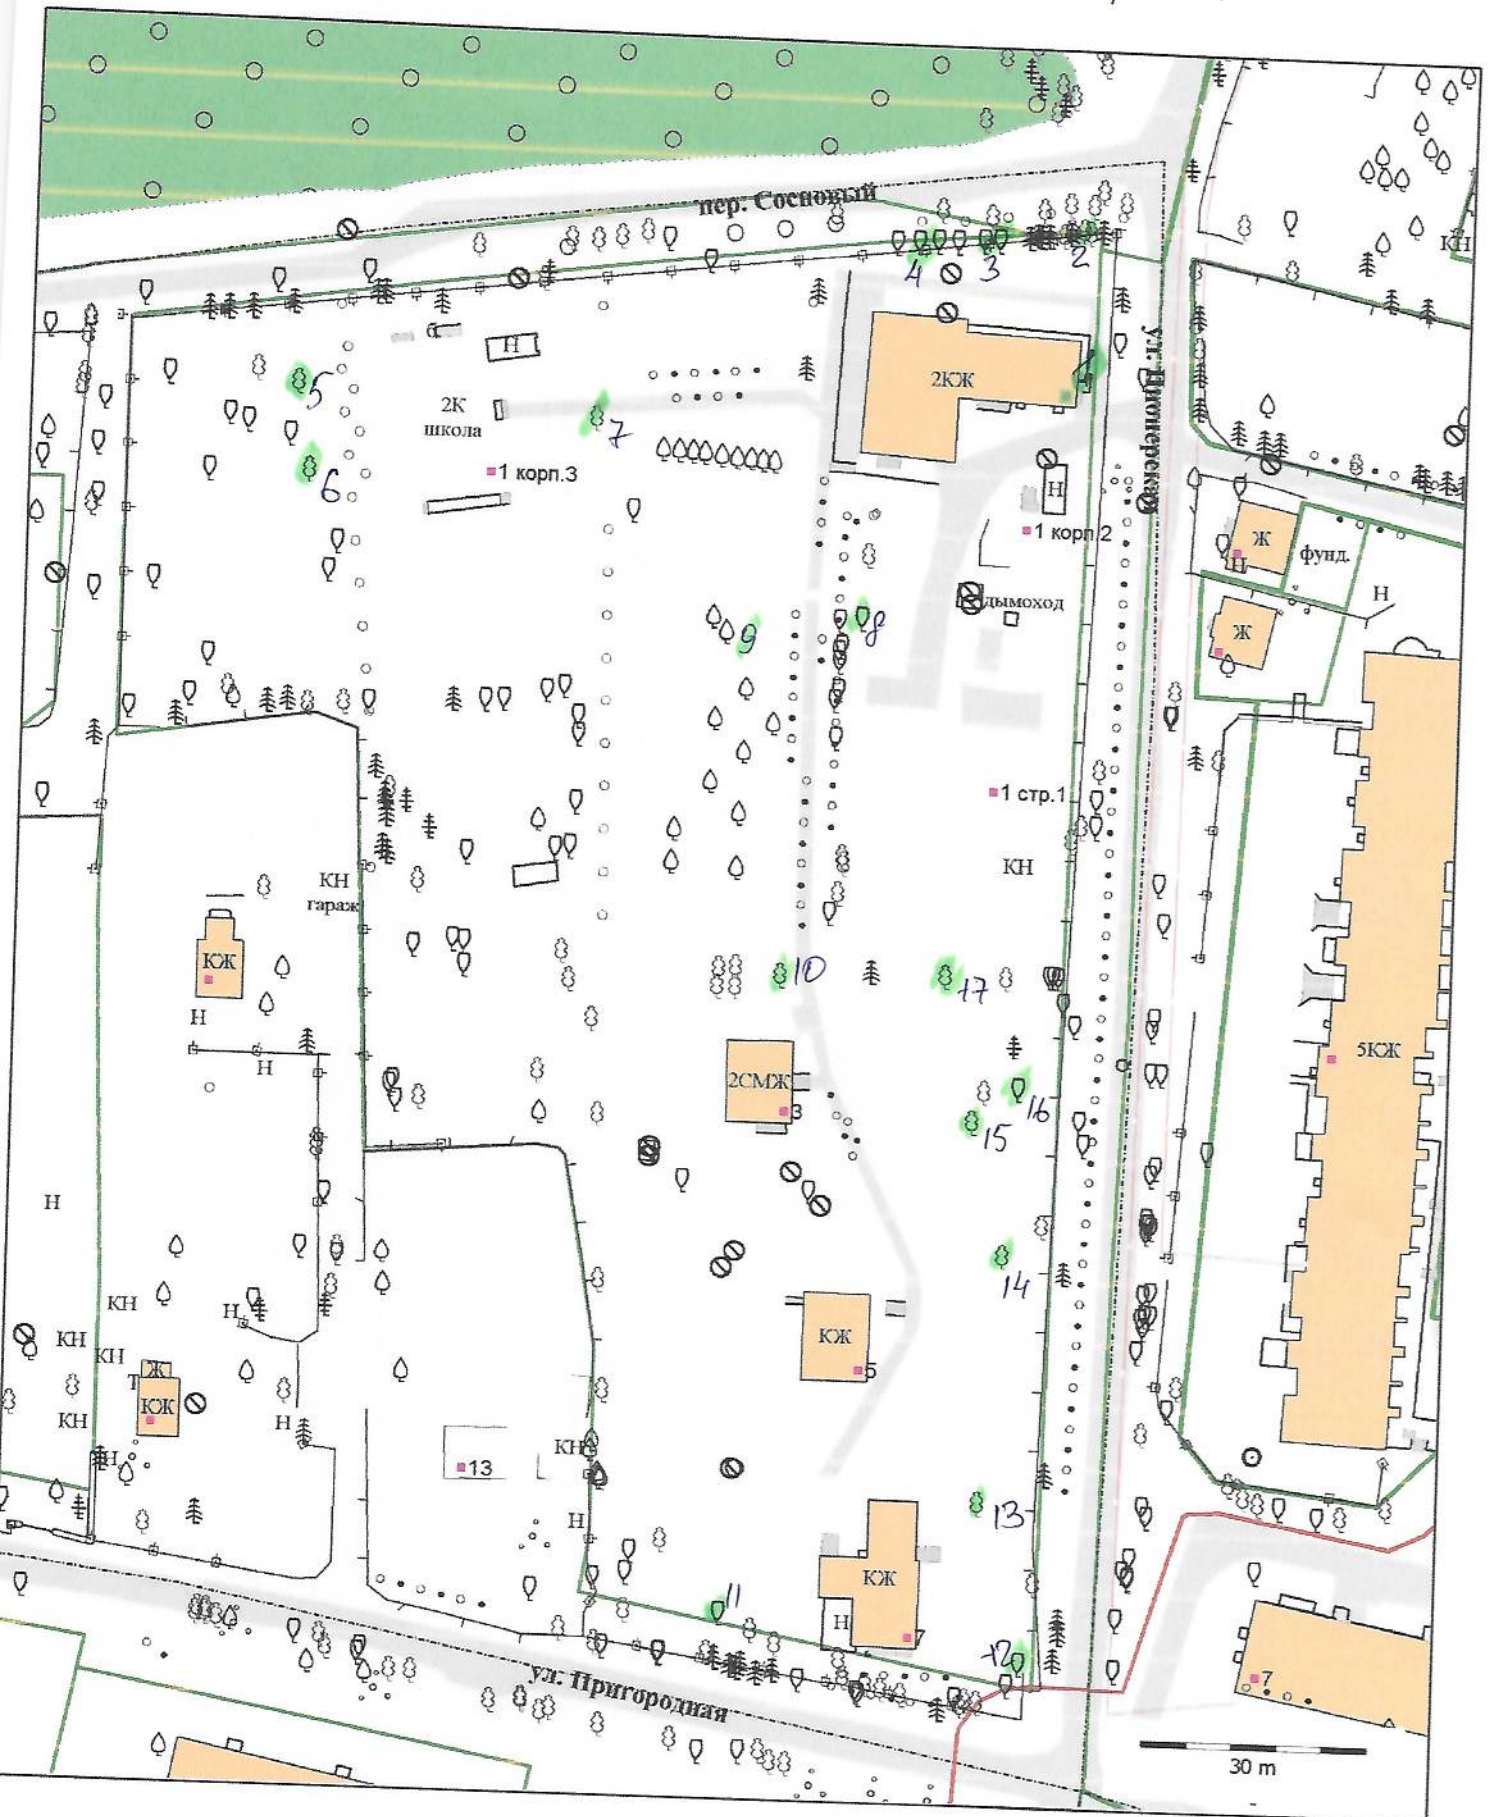 пер. Сосновый
КН
4
3
2
ул. Пионерская
б
Н
2КЖ
5
2К
школа
7
6
1 корп.3
Н
1 корп.2
Ж
Н
фунд.
Н
дымоход
Ж
9
8
1 стр.1
КН
КН
гараж
КЖ
10
17
Н
Н
5КЖ
2СМЖ
3
16
15
Н
14
КН
Н
КН
КН
КЖ
5
Ж
Т
КЖ
КН
Н
КН
Н
13
13
Н
КЖ
11
Н
7
12
ул. Пригородная
7
30 m